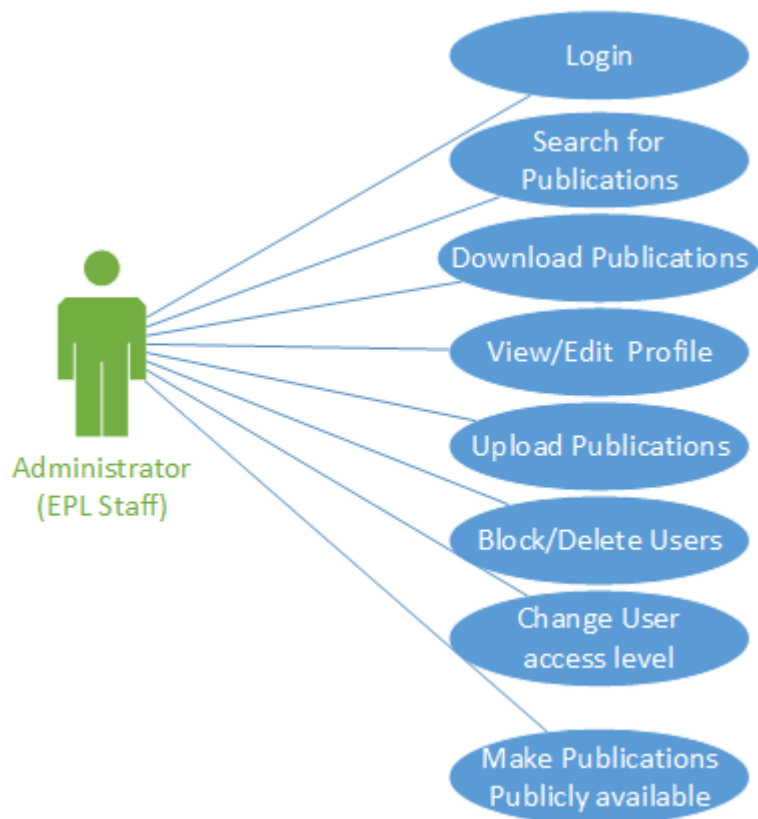 Login
Search for
Publications
Download Publications
View/Edit Profile
Administrator
(EPL Staff)
Upload Publications
Block/Delete Users
Change User
access level
Make Publications
Publicly available